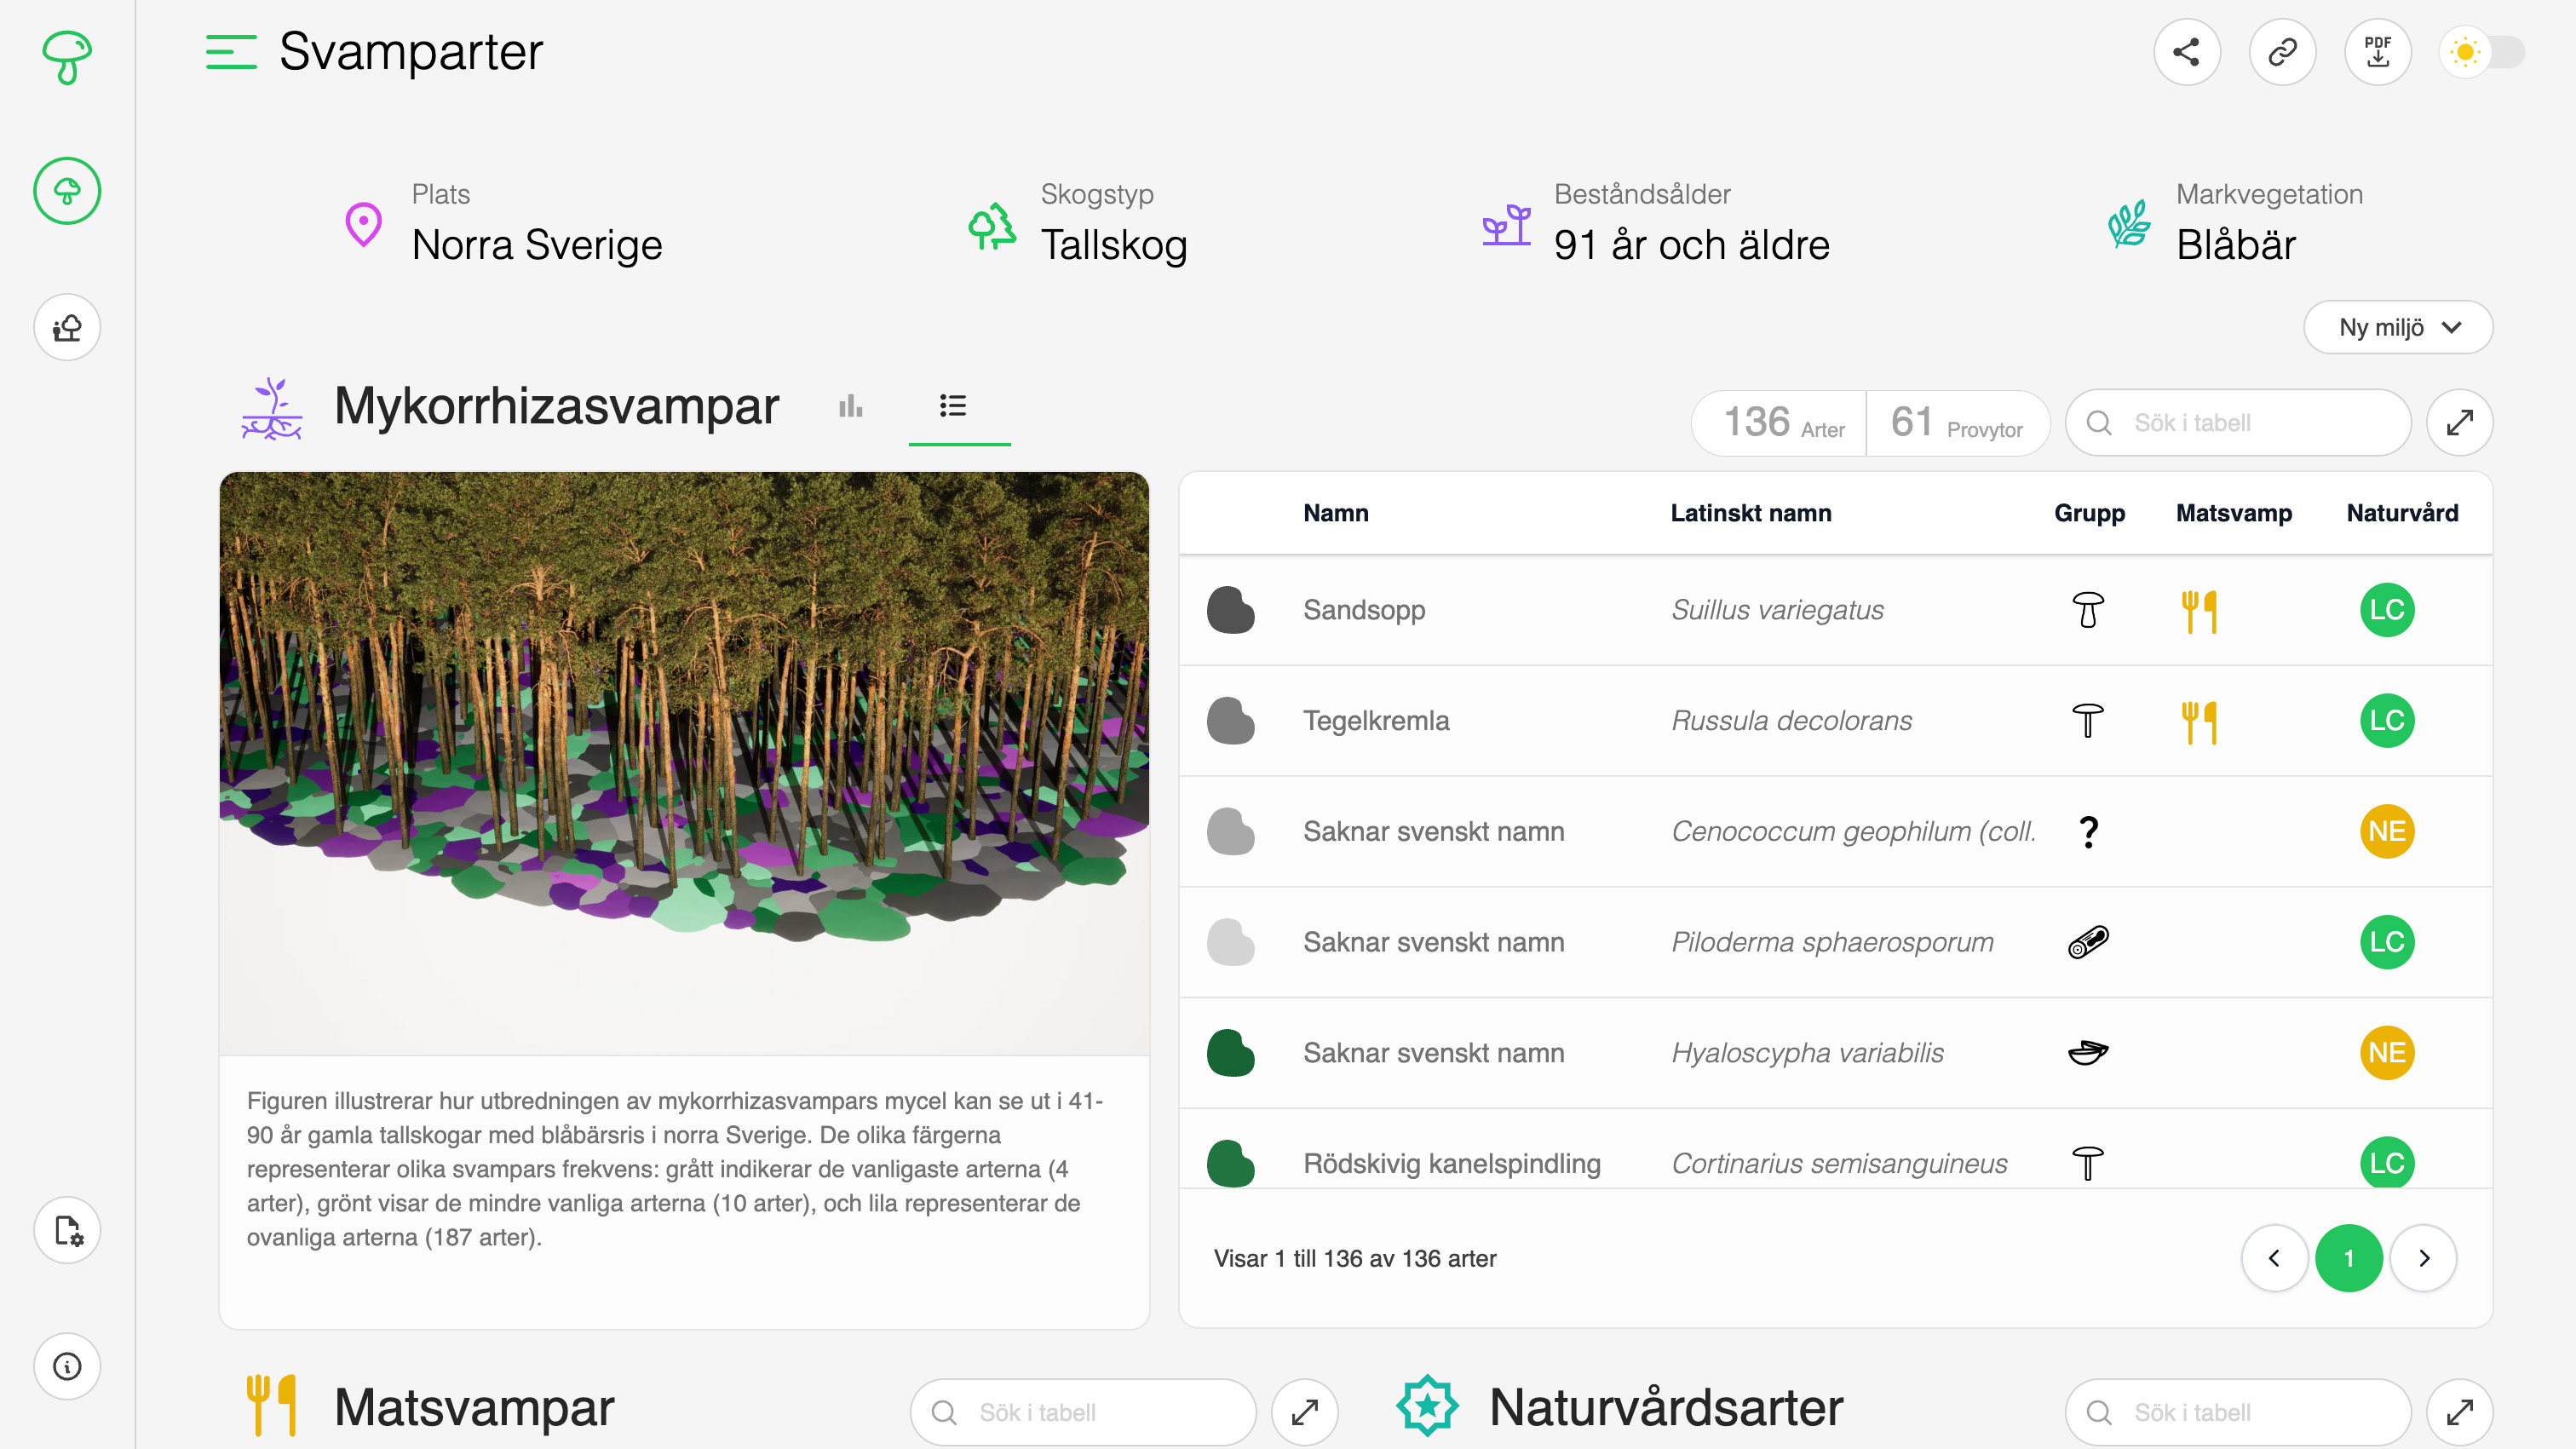 Svamparter
PDF
Plats
Norra Sverige
Skogstyp
Tallskog
Beståndsålder
91 år och äldre
Markvegetation
Blåbär
Ny miljö
Mykorrhizasvampar
136 Arter
61 Provytor
Sök i tabell
Namn Latinskt namn Grupp Matsvamp Naturvård
Sandsopp Suillus variegatus LC
Tegelkremla Russula decolorans LC
Saknar svenskt namn Cenococcum geophilum (coll. ? NE
Saknar svenskt namn Piloderma sphaerosporum LC
Saknar svenskt namn Hyaloscypha variabilis NE
Rödskivig kanelspindling Cortinarius semisanguineus LC
Visar 1 till 136 av 136 arter
1
Figuren illustrerar hur utbredningen av mykorrhizasvampars mycel kan se ut i 41-
90 år gamla tallskogar med blåbärsris i norra Sverige. De olika färgerna
representerar olika svampars frekvens: grått indikerar de vanligaste arterna (4
arter), grönt visar de mindre vanliga arterna (10 arter), och lila representerar de
ovanliga arterna (187 arter).
Matsvampar
Sök i tabell
Naturvårdsarter
Sök i tabell